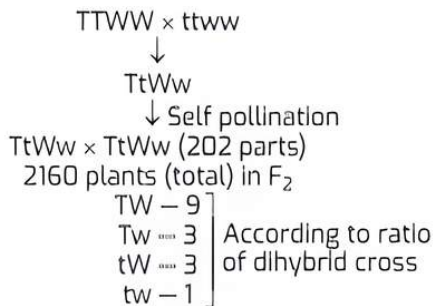 TTWW × ttww
↓
TtWw
↓ Self pollination
TtWw × TtWw (202 parts)
2160 plants (total) in F₂
TW – 9
Tw – 3
tW – 3
tw – 1
According to ratio
of dihybrid cross